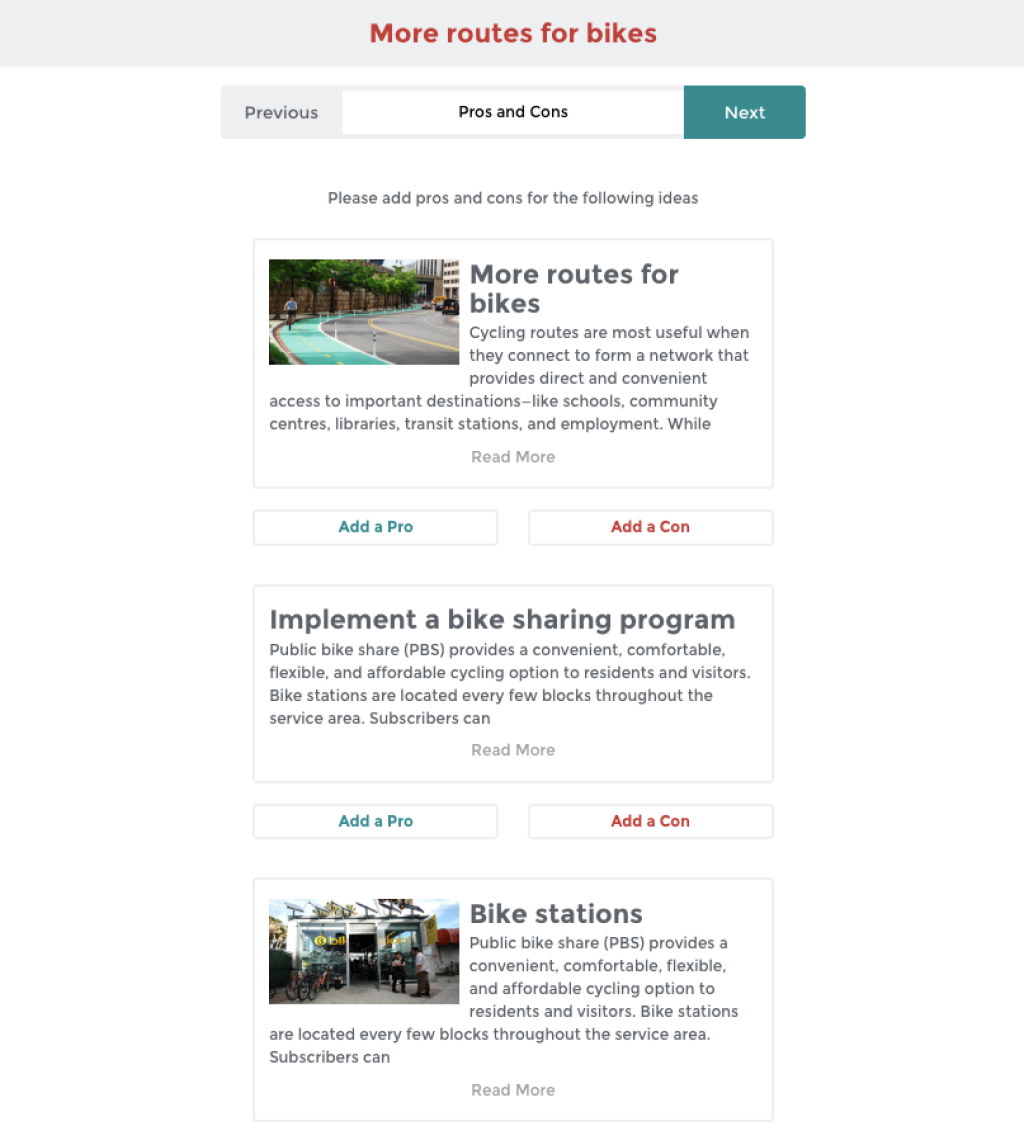 More routes for bikes
Previous
Pros and Cons
Next
Please add pros and cons for the following ideas
More routes for
bikes
Cycling routes are most useful when
they connect to form a network that
provides direct and convenient
access to important destinations—like schools, community
centres, libraries, transit stations, and employment. While
Read More
Add a Pro
Add a Con
Implement a bike sharing program
Public bike share (PBS) provides a convenient, comfortable,
flexible, and affordable cycling option to residents and visitors.
Bike stations are located every few blocks throughout the
service area. Subscribers can
Read More
Add a Pro
Add a Con
Bike stations
Public bike share (PBS) provides a
convenient, comfortable, flexible,
and affordable cycling option to
residents and visitors. Bike stations
are located every few blocks throughout the service area.
Subscribers can
Read More